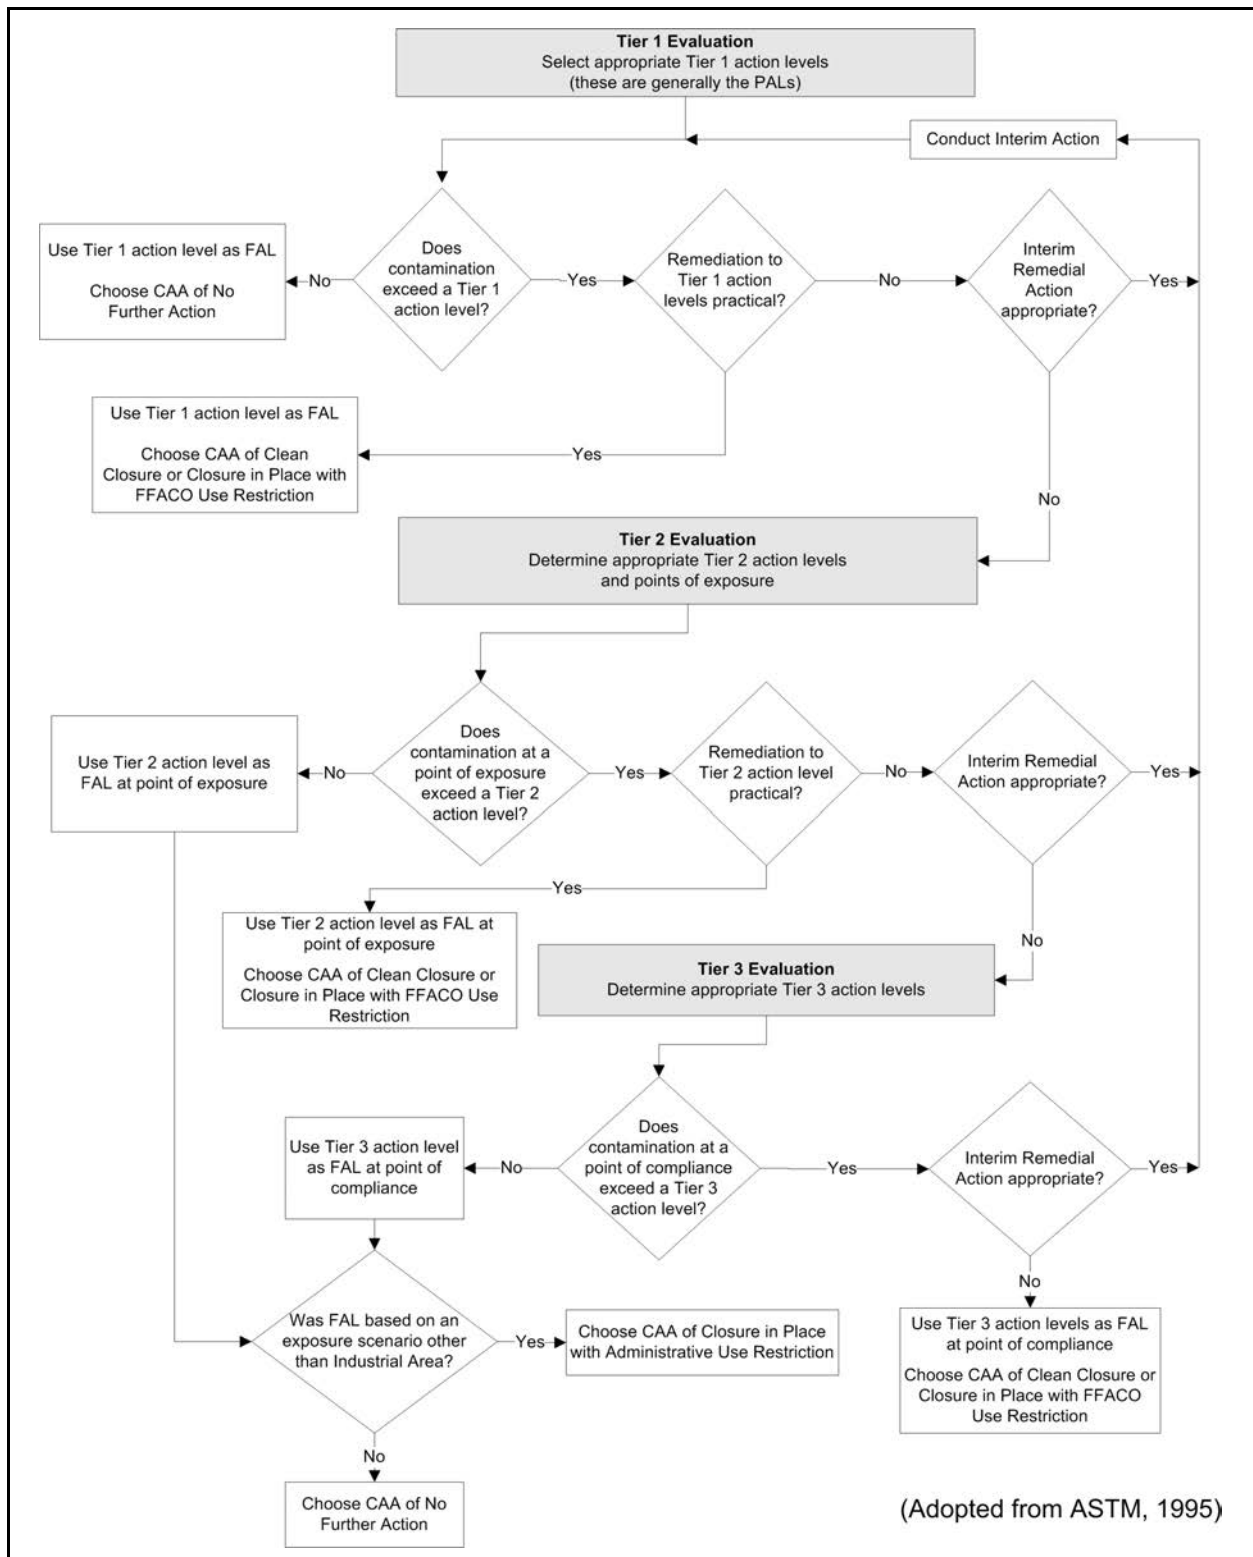 Tier 1 Evaluation
Select appropriate Tier 1 action levels
(these are generally the PALs)
Conduct Interim Action
Use Tier 1 action level as FAL
Choose CAA of No
Further Action
No
Does
contamination
exceed a Tier 1
action level?
Yes
Remediation to
Tier 1 action
levels practical?
No
Interim
Remedial
Action
appropriate?
Yes
Use Tier 1 action level as FAL
Choose CAA of Clean
Closure or Closure in Place with
FFACO Use Restriction
Yes
No
Tier 2 Evaluation
Determine appropriate Tier 2 action levels
and points of exposure
Use Tier 2 action level as
FAL at point of exposure
No
Does
contamination at a
point of exposure
exceed a Tier 2
action level?
Yes
Remediation to
Tier 2 action level
practical?
No
Interim Remedial
Action appropriate?
Yes
Yes
Use Tier 2 action level as FAL at
point of exposure
Choose CAA of Clean Closure or
Closure in Place with FFACO Use
Restriction
No
Tier 3 Evaluation
Determine appropriate Tier 3 action levels
Use Tier 3 action level
as FAL at point of
compliance
No
Does
contamination at a
point of compliance
exceed a Tier 3
action level?
Yes
Interim Remedial
Action appropriate?
Yes
Was FAL based on an
exposure scenario other
than Industrial Area?
Yes
Choose CAA of Closure in Place
with Administrative Use Restriction
No
Use Tier 3 action levels as FAL
at point of compliance
Choose CAA of Clean Closure or
Closure in Place with FFACO
Use Restriction
No
Choose CAA of No
Further Action
(Adopted from ASTM, 1995)